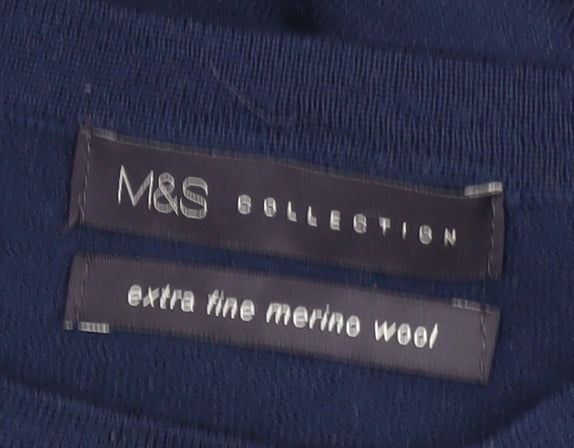 M&S COLLECTION
extra fine merino wool